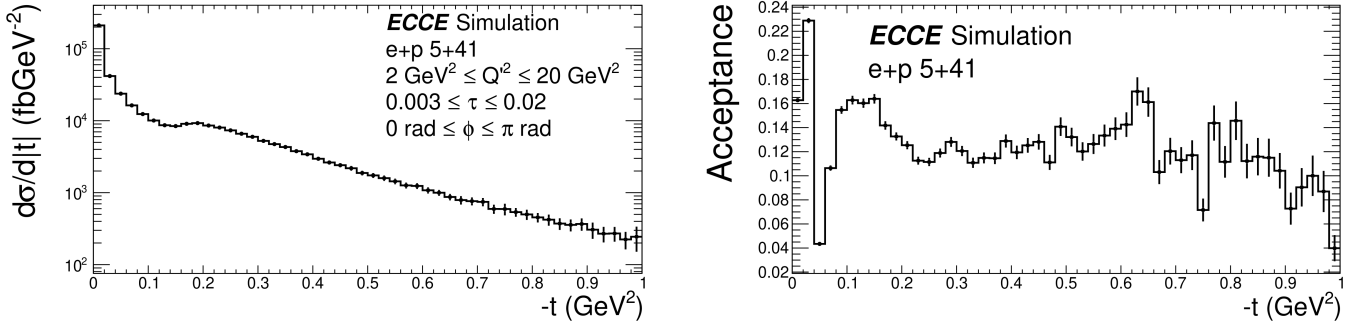 dσ/d|t| (fbGeV⁻²)
10⁵
10⁴
10³
10²
ECCE Simulation
e+p 5+41
2 GeV² ≤ Q'² ≤ 20 GeV²
0.003 ≤ τ ≤ 0.02
0 rad ≤ ϕ ≤ π rad
0 0.1 0.2 0.3 0.4 0.5 0.6 0.7 0.8 0.9 1
-t (GeV²)
Acceptance
0.24
0.22
0.2
0.18
0.16
0.14
0.12
0.1
0.08
0.06
0.04
0.02
ECCE Simulation
e+p 5+41
0 0.1 0.2 0.3 0.4 0.5 0.6 0.7 0.8 0.9 1
-t (GeV²)